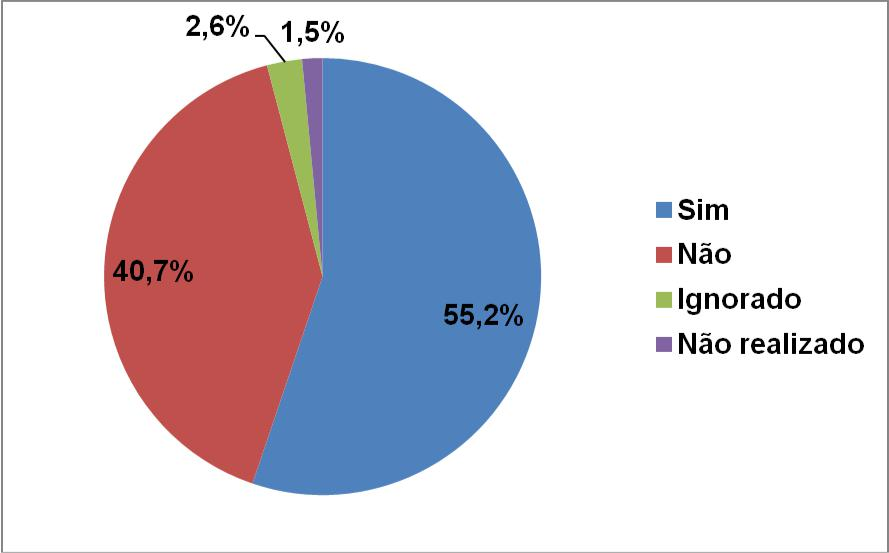 2,6%
1,5%
40,7%
55,2%
Sim
Não
Ignorado
Não realizado